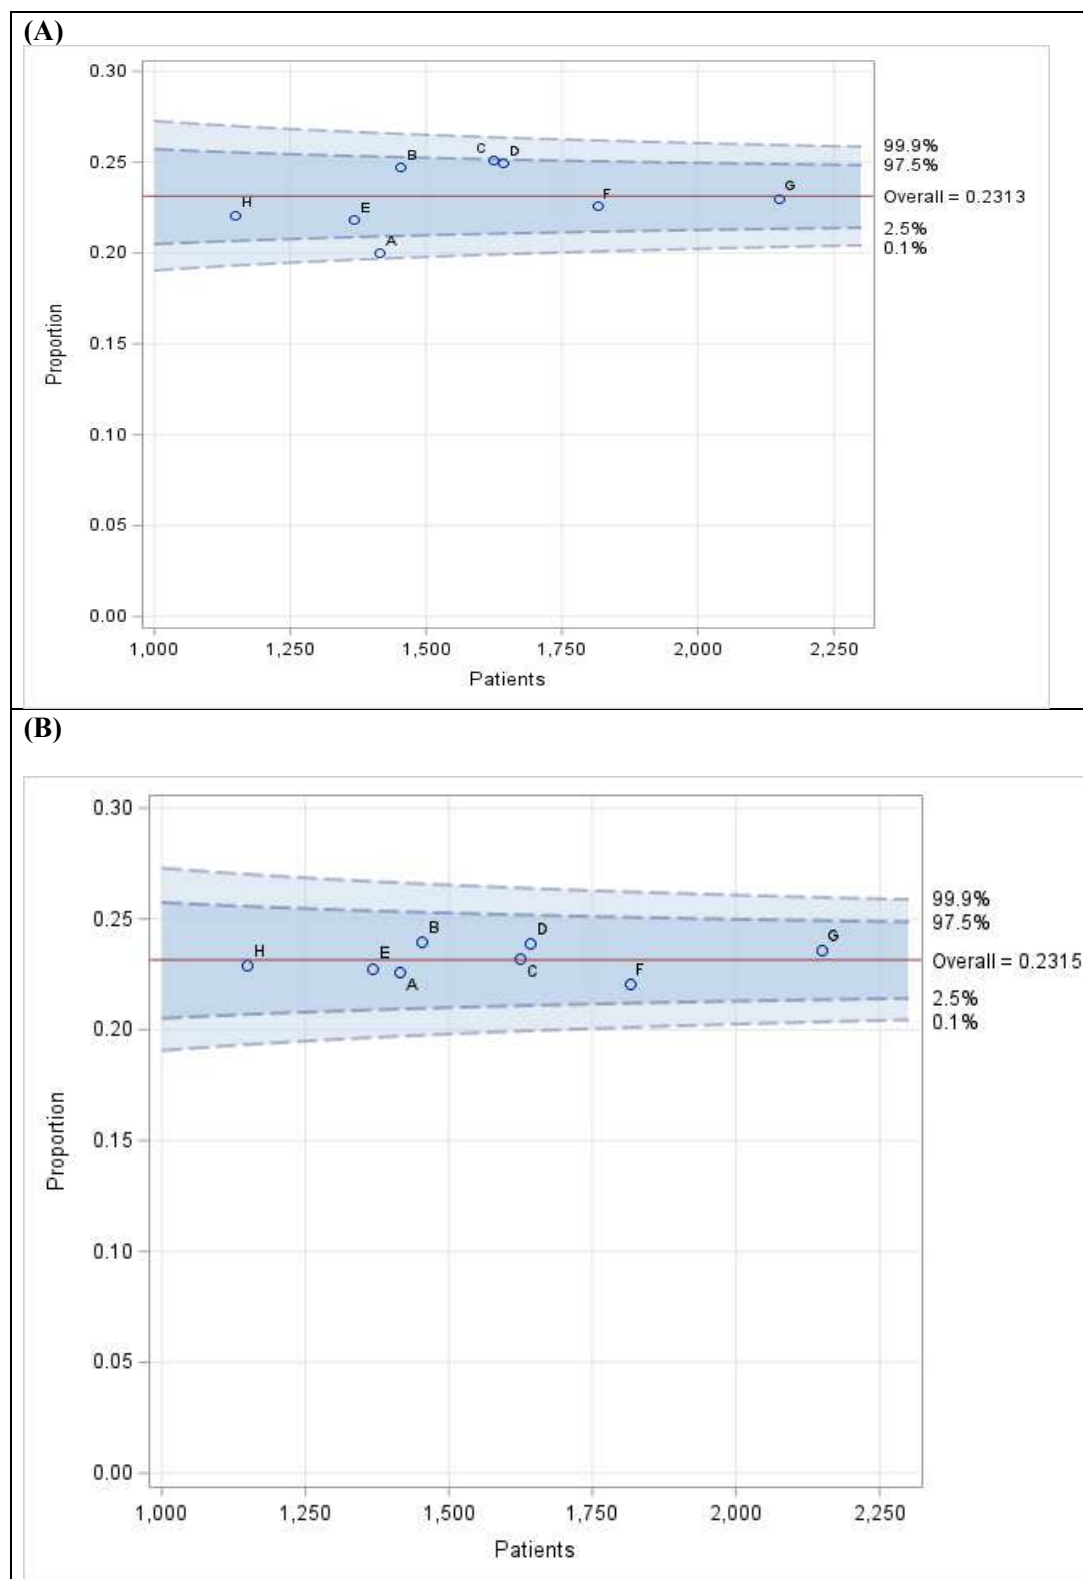 (A)
0.30
0.25
0.20
0.15
0.10
0.05
0.00
Proportion
C D
B
H
E
A
F
G
99.9%
97.5%
Overall = 0.2313
2.5%
0.1%
1,000 1,250 1,500 1,750 2,000 2,250
Patients
(B)
0.30
0.25
0.20
0.15
0.10
0.05
0.00
Proportion
H
E
A
B
D
C
F
G
99.9%
97.5%
Overall = 0.2315
2.5%
0.1%
1,000 1,250 1,500 1,750 2,000 2,250
Patients